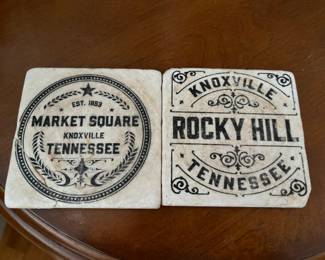 EST. 1853
MARKET SQUARE
KNOXVILLE
TENNESSEE
KNOXVILLE
ROCKY HILL
TENNESSEE